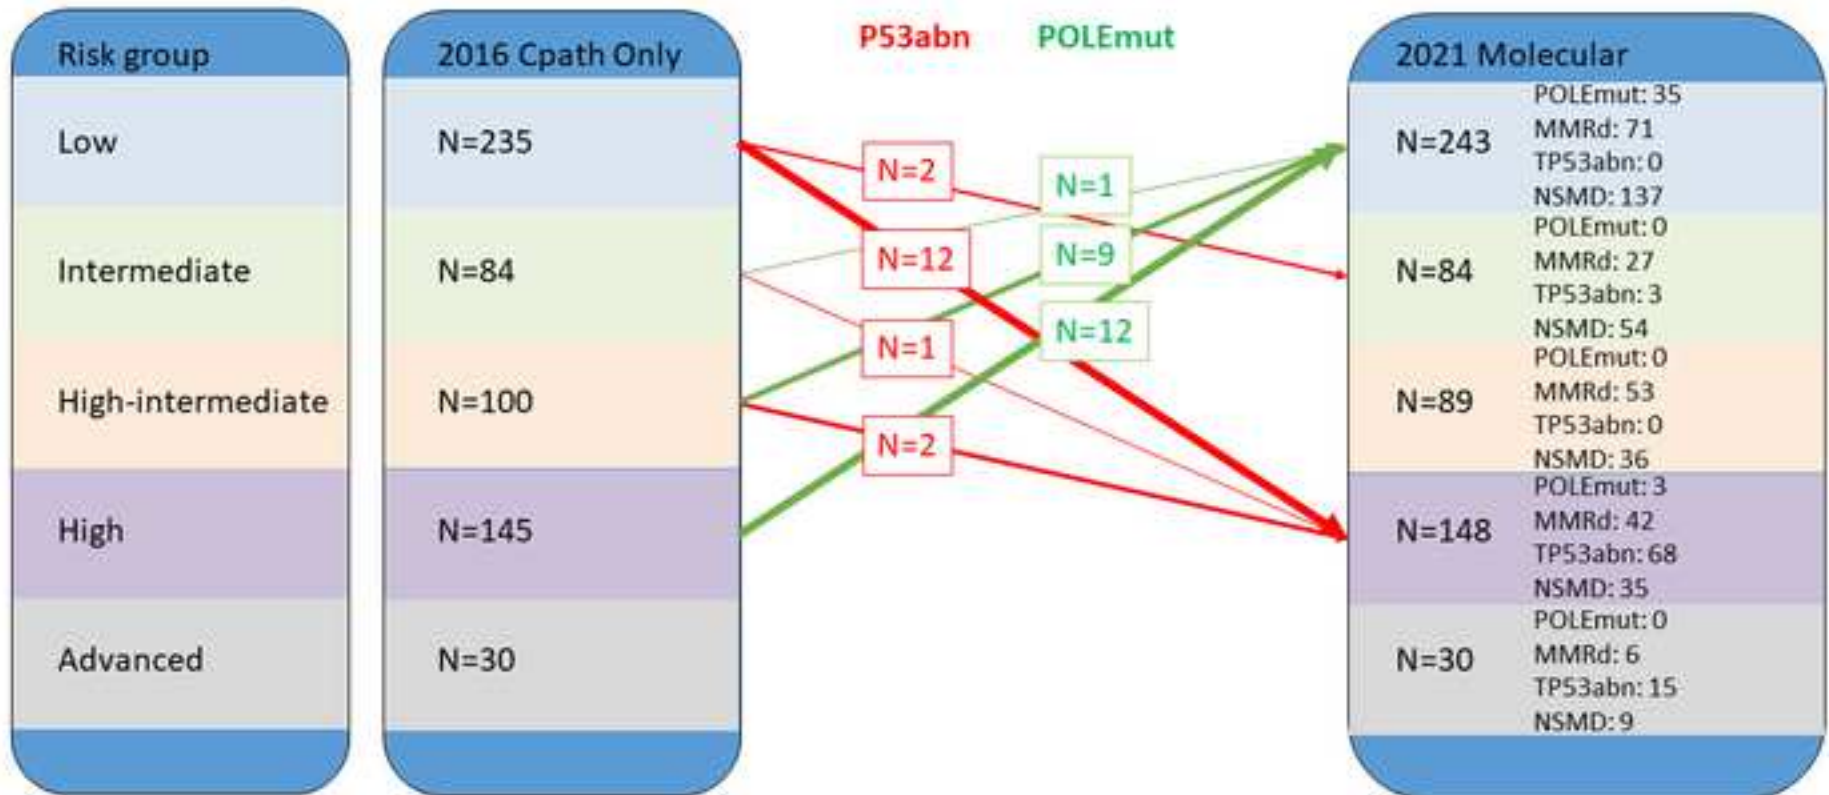 Risk group
Low
Intermediate
High-intermediate
High
Advanced
2016 Cpath Only
N=235
N=84
N=100
N=145
N=30
P53abn
POLEmut
N=2
N=12
N=1
N=2
N=1
N=9
N=12
2021 Molecular
N=243
POLEmut: 35
MMRd: 71
TP53abn: 0
NSMD: 137
N=84
POLEmut: 0
MMRd: 27
TP53abn: 3
NSMD: 54
N=89
POLEmut: 0
MMRd: 53
TP53abn: 0
NSMD: 36
N=148
POLEmut: 3
MMRd: 42
TP53abn: 68
NSMD: 35
N=30
POLEmut: 0
MMRd: 6
TP53abn: 15
NSMD: 9